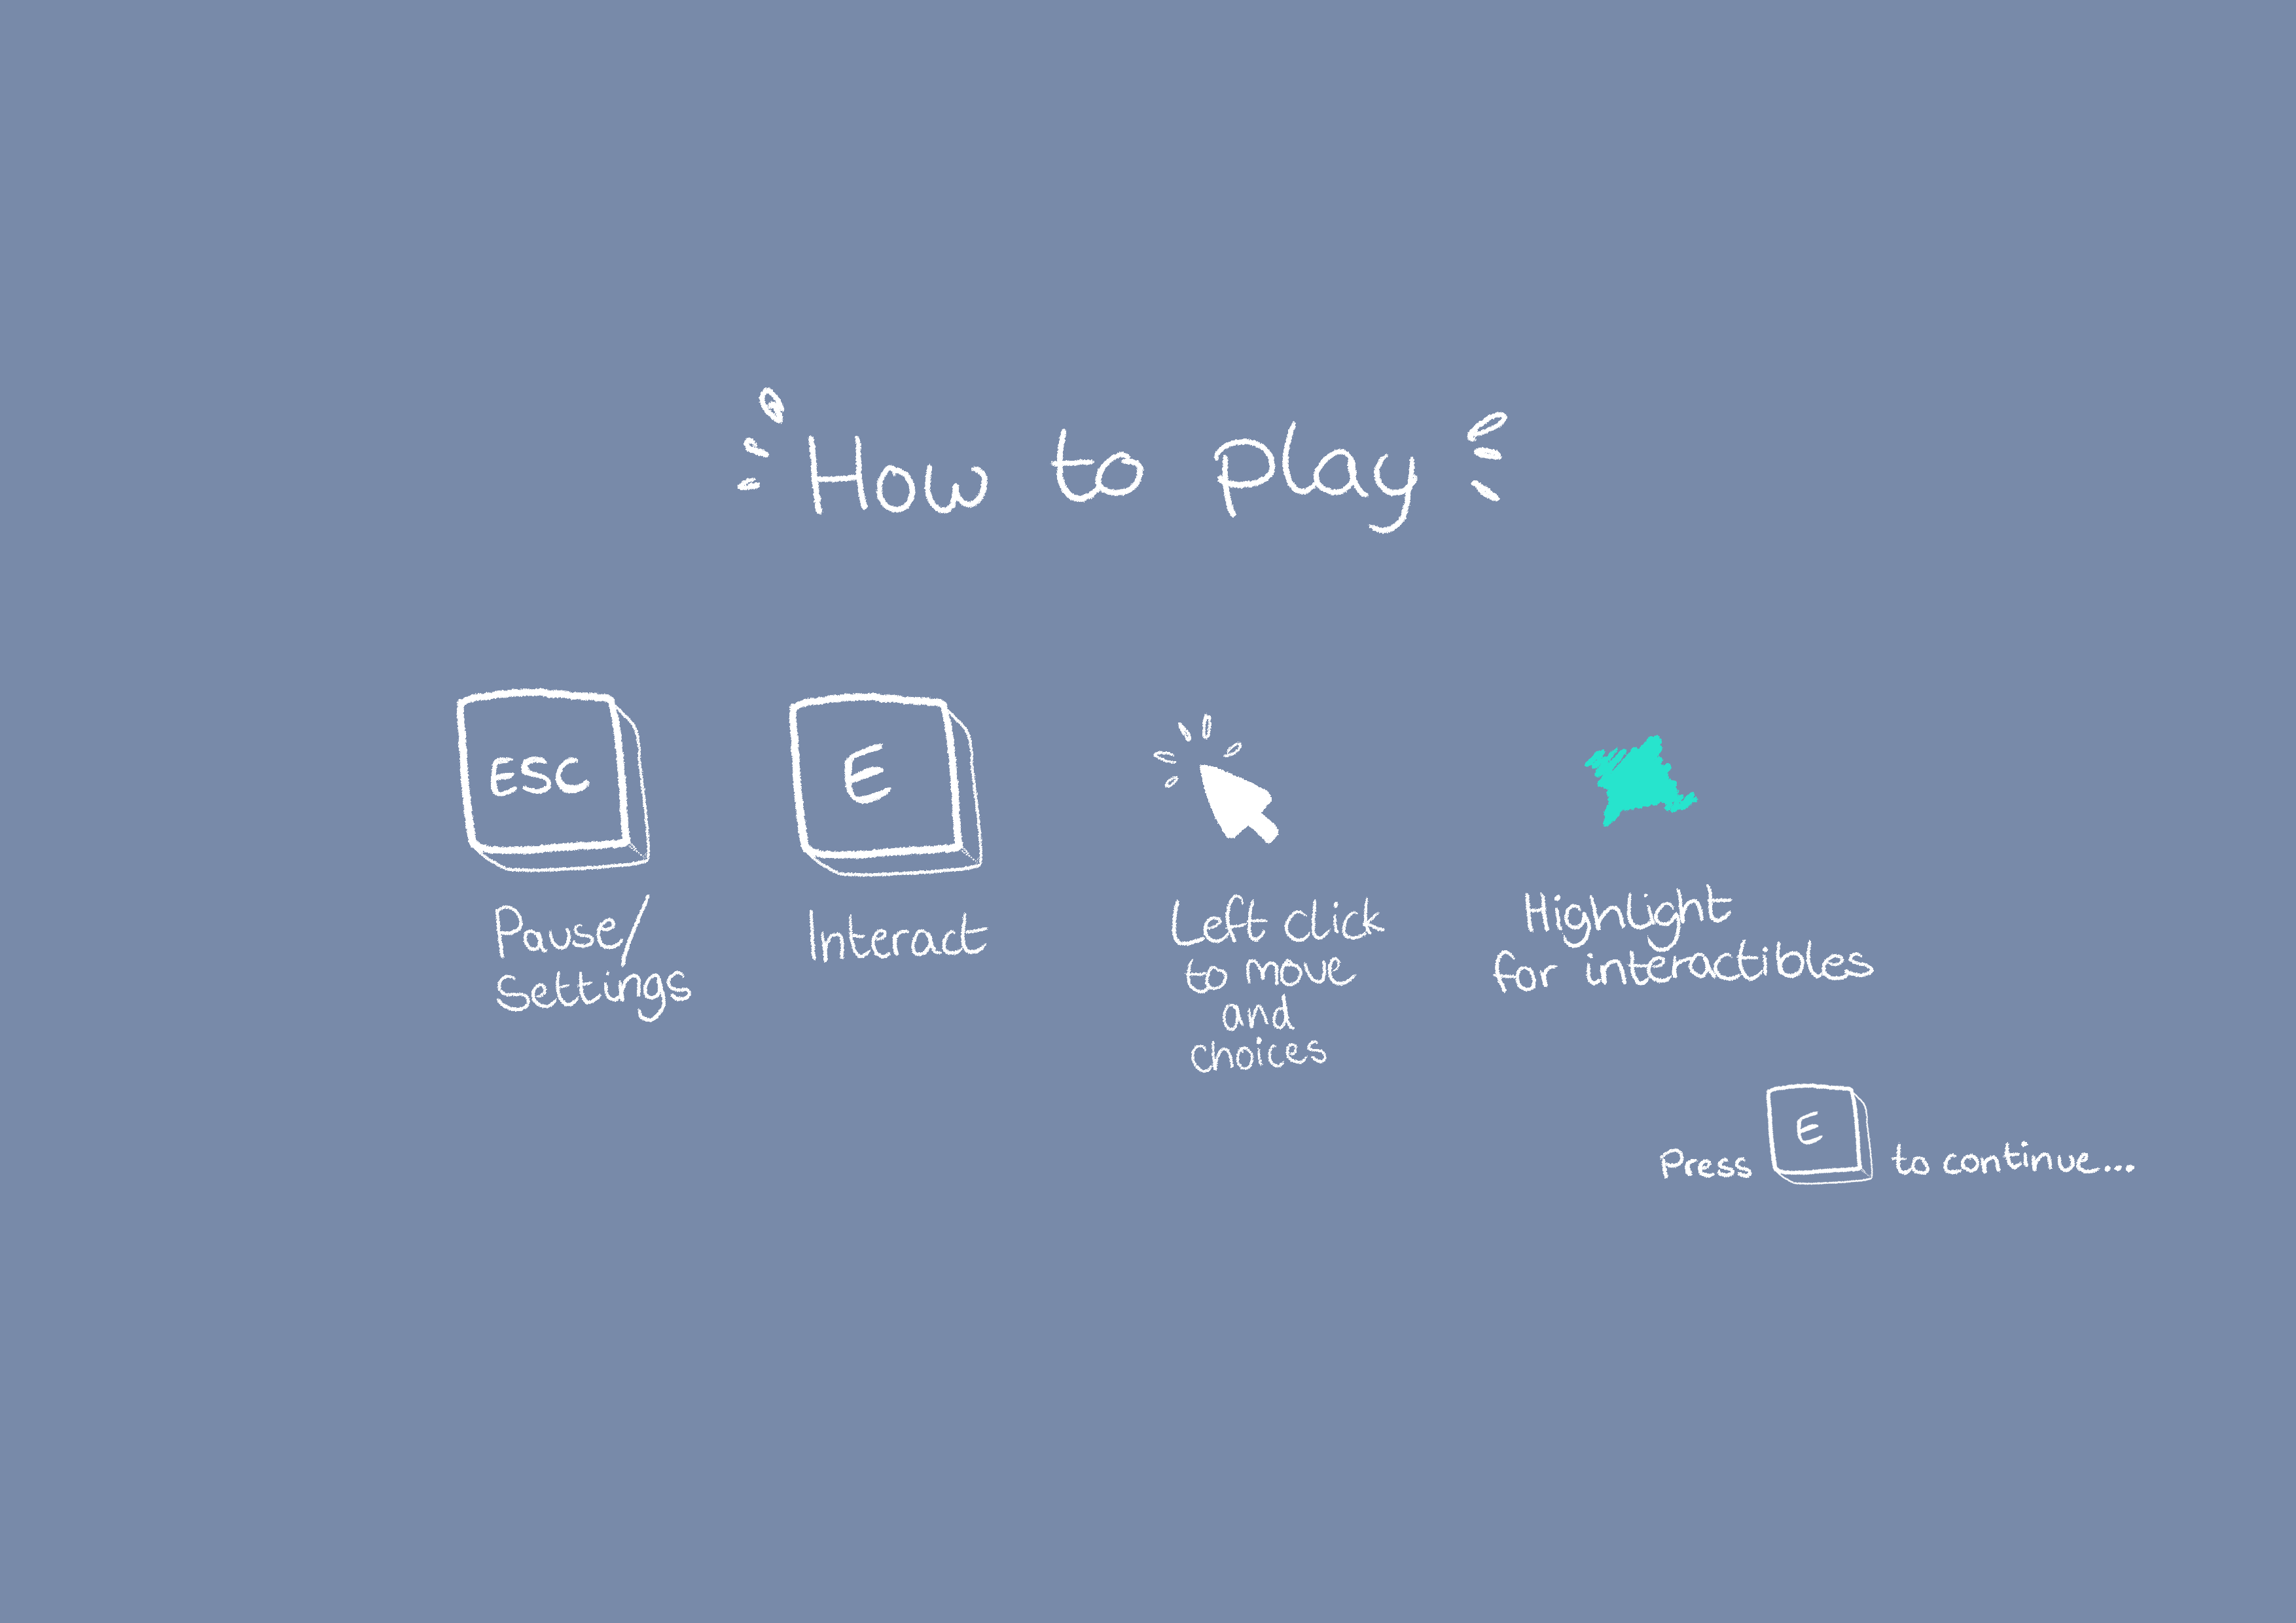 How to play
ESC
Pause/
Settings
E
Interact
Left click
to move
and
choices
Highlight
for interactibles
Press E to continue...